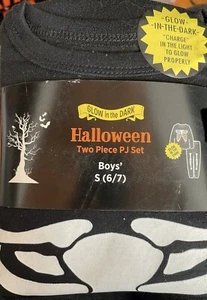 GLOW-
-IN-THE-
DARK-
"CHARGE"
IN THE LIGHT
TO GLOW
PROPERLY
GLOW in the DARK
Halloween
Two Piece PJ Set
Boys'
S (6/7)